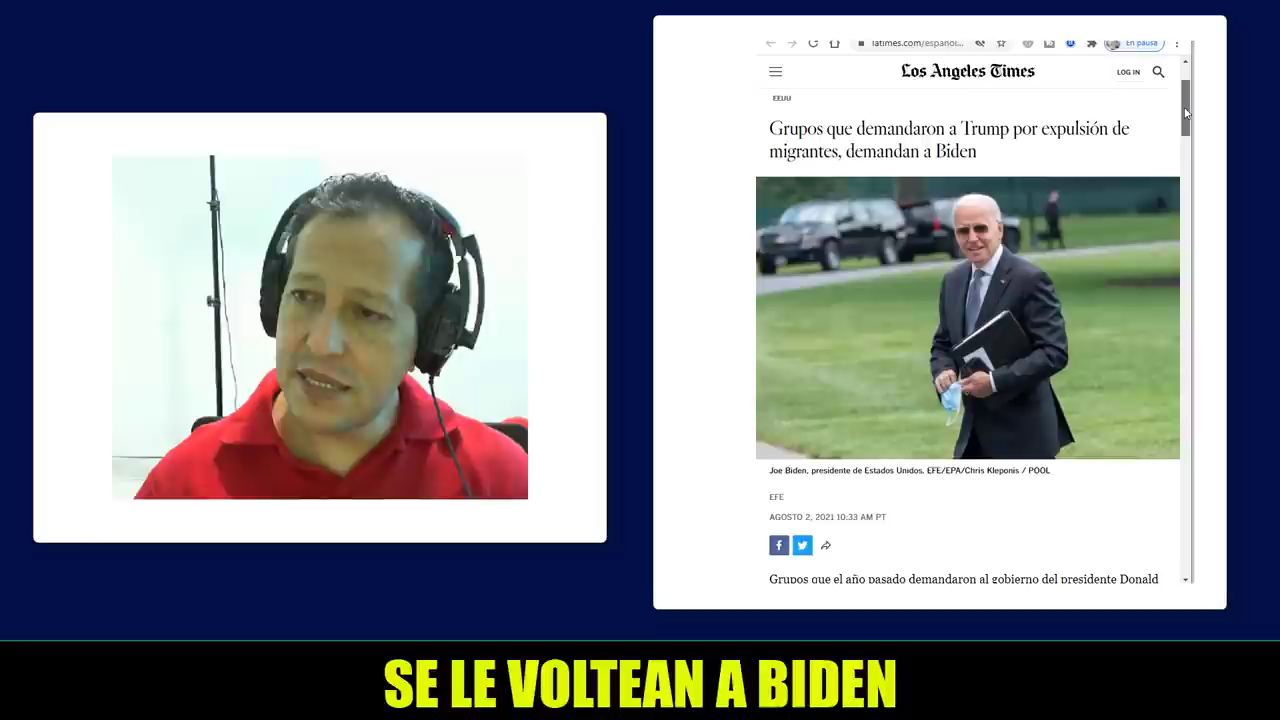 latimes.com/espanol...
En pausa
Los Angeles Times
LOG IN
EEUU
Grupos que demandaron a Trump por expulsión de
migrantes, demandan a Biden
Joe Biden, presidente de Estados Unidos. EFE/EPA/Chris Kleponis / POOL
EFE
AGOSTO 2, 2021 10:33 AM PT
Grupos que el año pasado demandaron al gobierno del presidente Donald
SE LE VOLTEAN A BIDEN